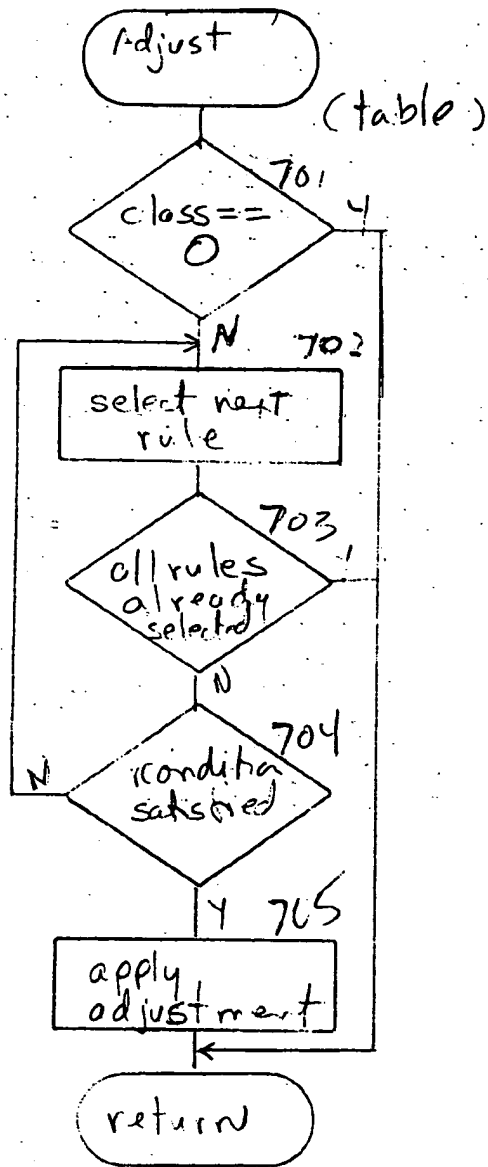 Adjust
(table)
701
class==
0
Y
N
702
select next
rule
703
all rules
already
selected
N
704
condition
satisfied
N
Y
705
apply
adjustment
return